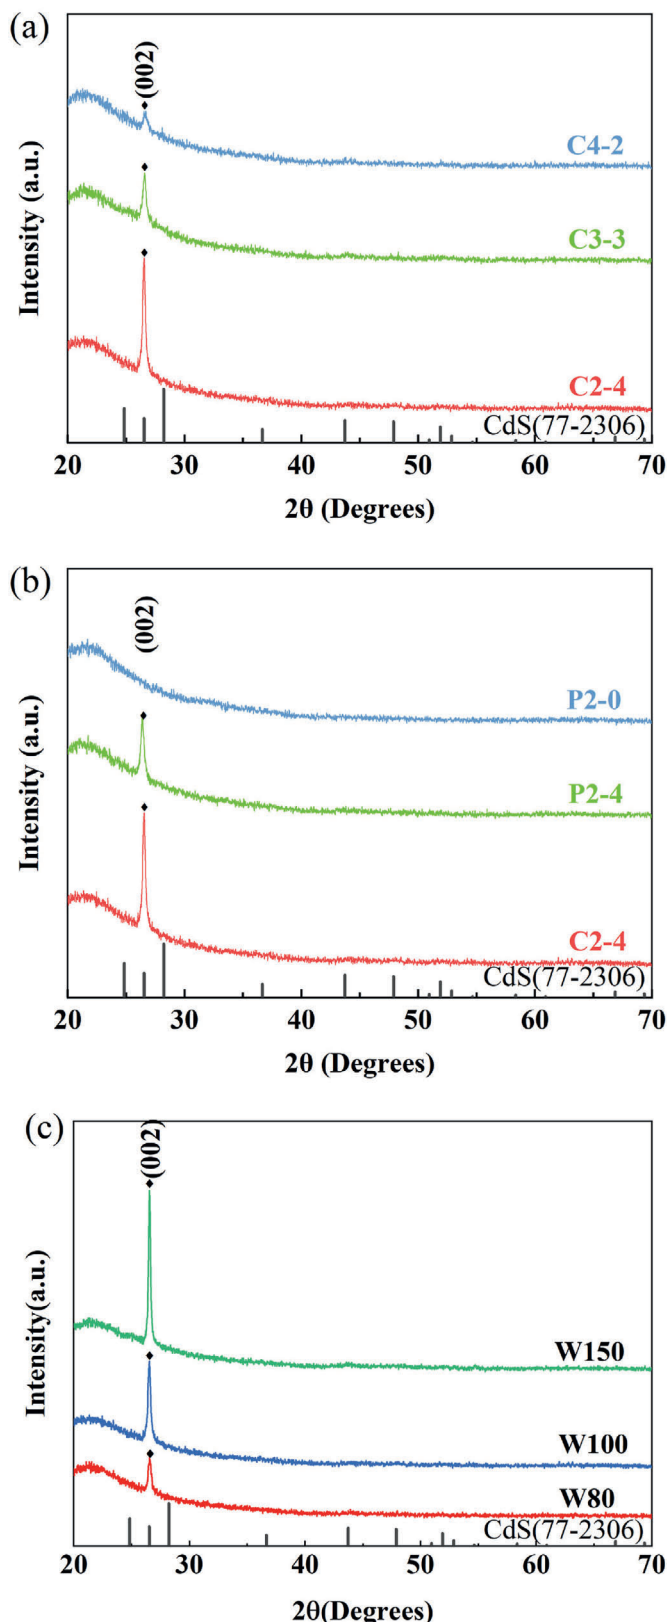 (a)
(002)
C4-2
C3-3
C2-4
CdS(77-2306)
Intensity (a.u.)
20 30 40 50 60 70
2θ (Degrees)
(b)
(002)
P2-0
P2-4
C2-4
CdS(77-2306)
Intensity (a.u.)
20 30 40 50 60 70
2θ (Degrees)
(c)
(002)
W150
W100
W80
CdS(77-2306)
Intensity(a.u.)
20 30 40 50 60 70
2θ(Degrees)